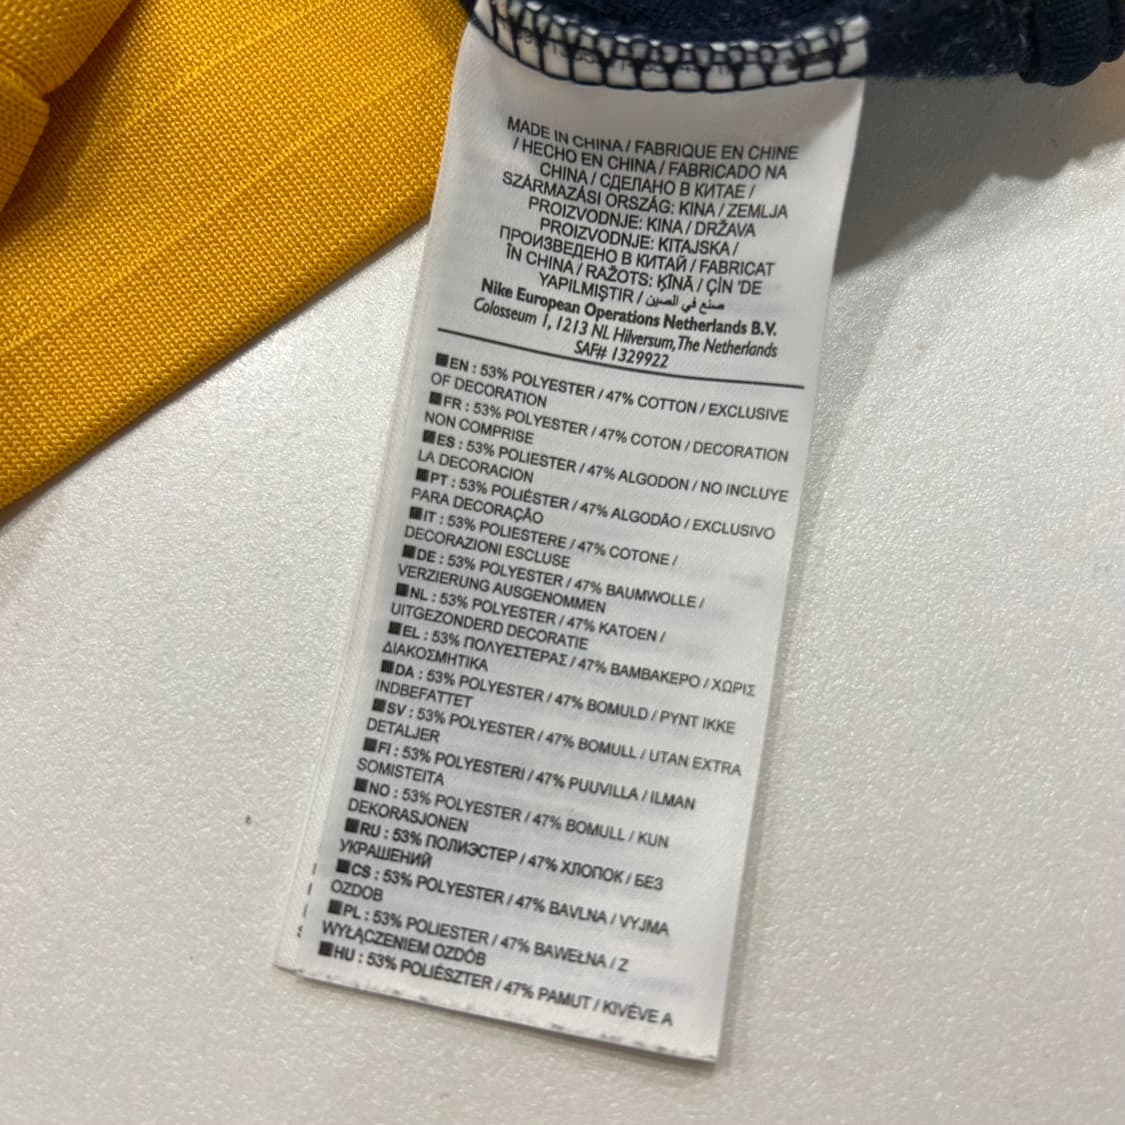 MADE IN CHINA / FABRIQUE EN CHINE
/ HECHO EN CHINA / FABRICADO NA
CHINA / СДЕЛАНО В КИТАЕ /
SZÁRMAZÁSI ORSZÁG: KINA / ZEMLJA
PROIZVODNJE: KINA / DRŽAVA
PROIZVODNJE: KITAJSKA /
ПРОИЗВЕДЕНО В КИТАЙ / FABRICAT
ÎN CHINA / RAŽOTS: ĶĪNĀ / ÇİN 'DE
YAPILMIŞTIR / صنع في الصين
Nike European Operations Netherlands B.V.
Colosseum 1, 1213 NL Hilversum, The Netherlands
SAF# 1329922
EN : 53% POLYESTER / 47% COTTON / EXCLUSIVE
OF DECORATION
FR : 53% POLYESTER / 47% COTON / DECORATION
NON COMPRISE
ES : 53% POLIESTER / 47% ALGODON / NO INCLUYE
LA DECORACION
PT : 53% POLIÉSTER / 47% ALGODÃO / EXCLUSIVO
PARA DECORAÇÃO
IT : 53% POLIESTERE / 47% COTONE /
DECORAZIONI ESCLUSE
DE : 53% POLYESTER / 47% BAUMWOLLE /
VERZIERUNG AUSGENOMMEN
NL : 53% POLYESTER / 47% KATOEN /
UITGEZONDERD DECORATIE
EL : 53% ΠΟΛΥΕΣΤΕΡΑΣ / 47% ΒΑΜΒΑΚΕΡΟ / ΧΩΡΙΣ
ΔΙΑΚΟΣΜΗΤΙΚΑ
DA : 53% POLYESTER / 47% BOMULD / PYNT IKKE
INDBEFATTET
SV : 53% POLYESTER / 47% BOMULL / UTAN EXTRA
DETALJER
FI : 53% POLYESTERI / 47% PUUVILLA / ILMAN
SOMISTEITA
NO : 53% POLYESTER / 47% BOMULL / KUN
DEKORASJONEN
RU : 53% ПОЛИЭСТЕР / 47% ХЛОПОК / БЕЗ
УКРАШЕНИЙ
CS : 53% POLYESTER / 47% BAVLNA / VYJMA
OZDOB
PL : 53% POLIESTER / 47% BAWEŁNA / Z
WYŁĄCZENIEM OZDÓB
HU : 53% POLIÉSZTER / 47% PAMUT / KIVÉVE A